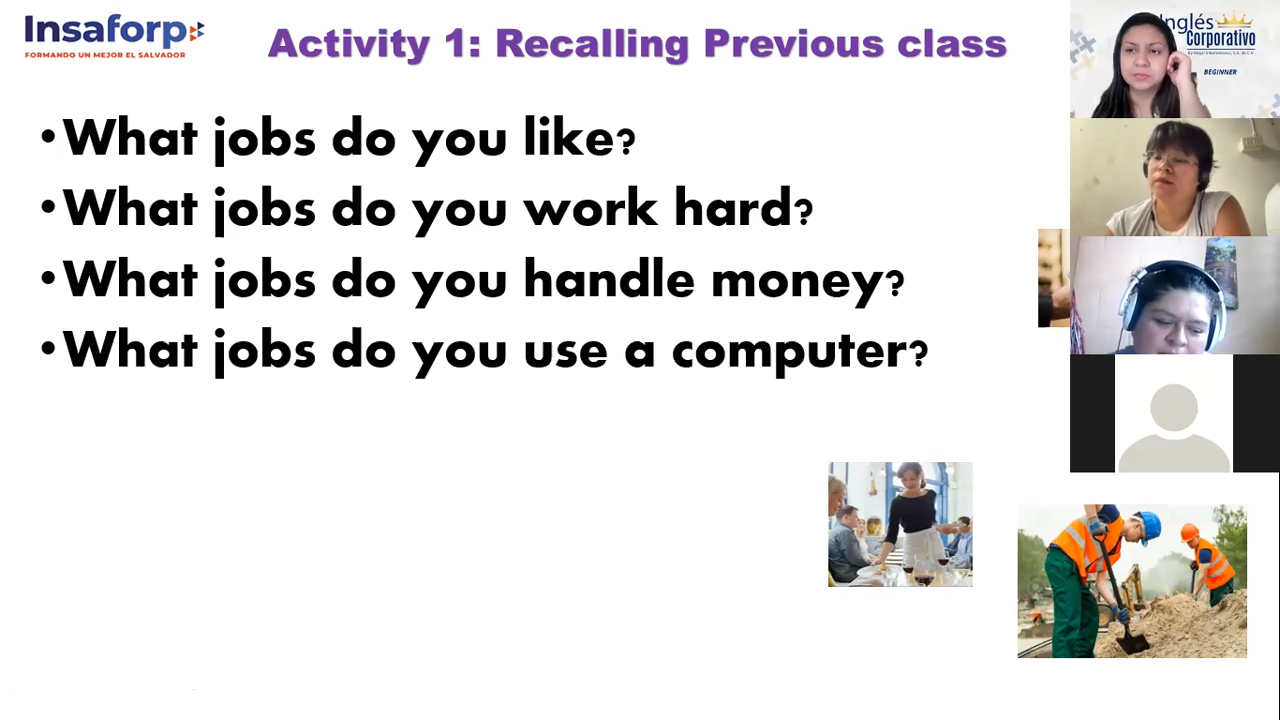 Insaforp
FORMANDO UN MEJOR EL SALVADOR
Activity 1: Recalling Previous class
•What jobs do you like?
•What jobs do you work hard?
•What jobs do you handle money?
•What jobs do you use a computer?
Inglés
Corporativo
BEGINNER